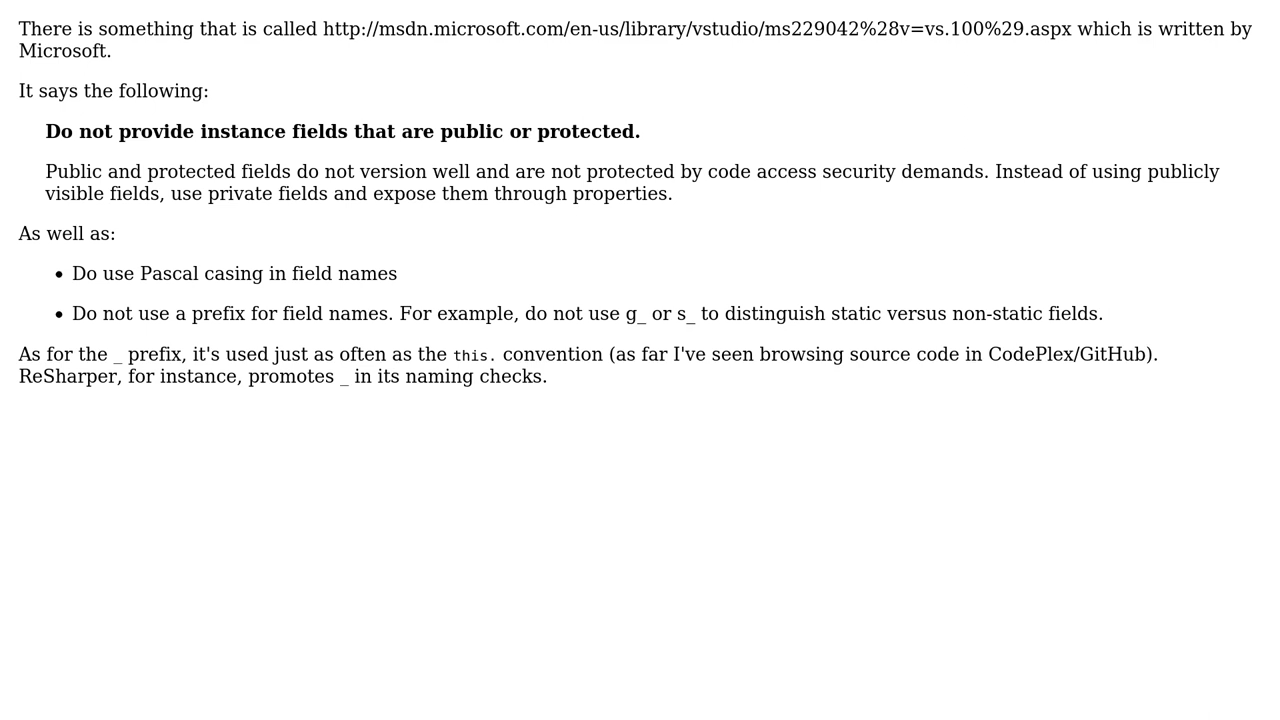 There is something that is called http://msdn.microsoft.com/en-us/library/vstudio/ms229042%28v=vs.100%29.aspx which is written by
Microsoft.
It says the following:
Do not provide instance fields that are public or protected.
Public and protected fields do not version well and are not protected by code access security demands. Instead of using publicly
visible fields, use private fields and expose them through properties.
As well as:
• Do use Pascal casing in field names
• Do not use a prefix for field names. For example, do not use g_ or s_ to distinguish static versus non-static fields.
As for the _ prefix, it's used just as often as the this. convention (as far I've seen browsing source code in CodePlex/GitHub).
ReSharper, for instance, promotes _ in its naming checks.